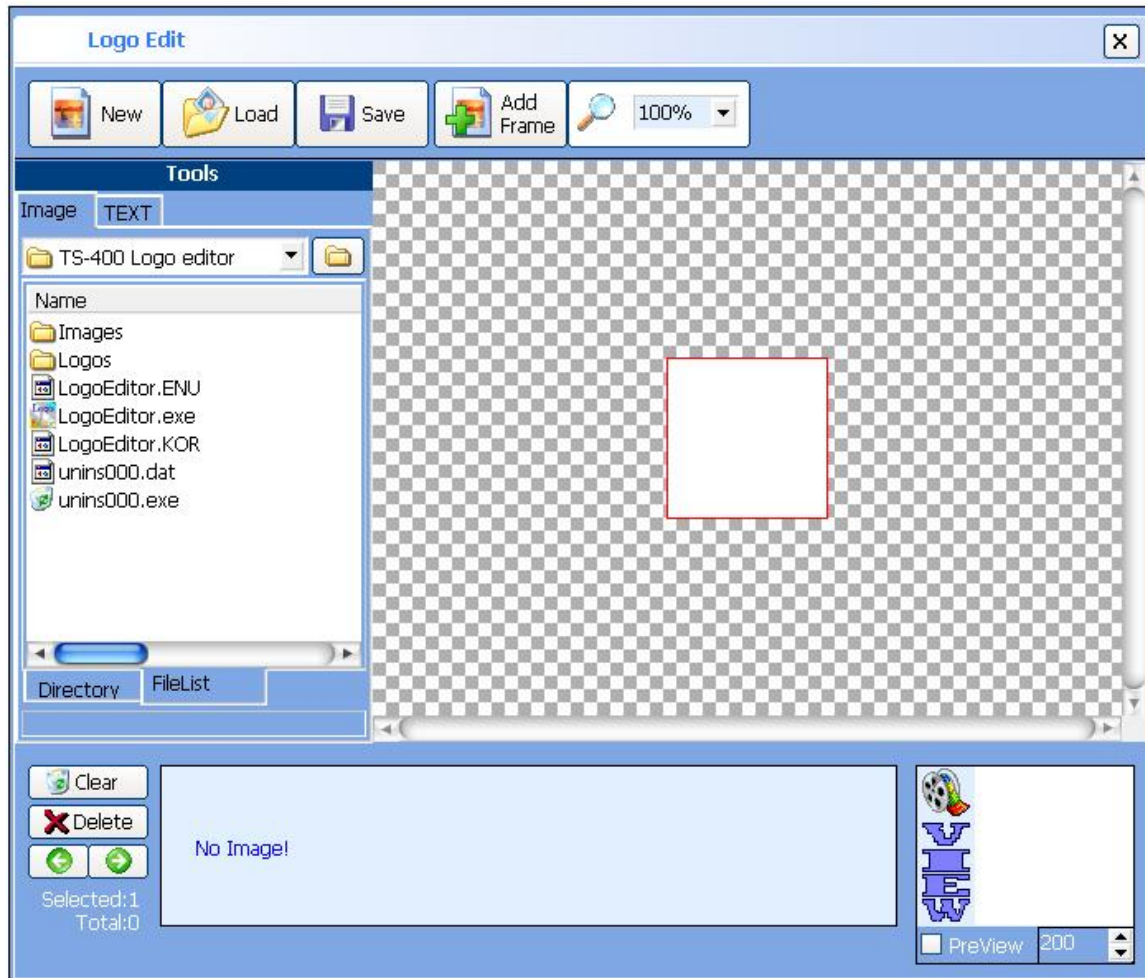 Logo Edit
New
Load
Save
Add
Frame
100%
Tools
Image
TEXT
TS-400 Logo editor
Name
Images
Logos
LogoEditor.ENU
LogoEditor.exe
LogoEditor.KOR
unins000.dat
unins000.exe
Directory
FileList
Clear
Delete
Selected:1
Total:0
No Image!
VIEW
PreView
200